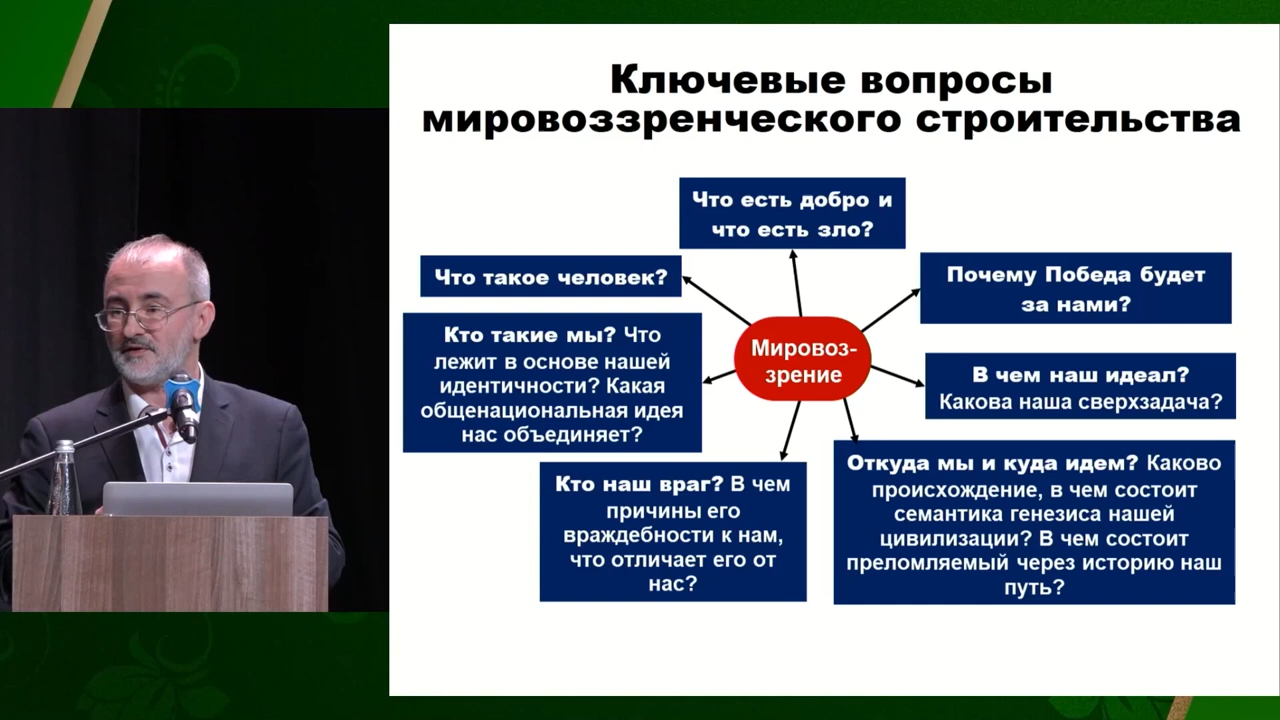 Ключевые вопросы
мировоззренческого строительства
Что есть добро и
что есть зло?
Что такое человек?
Почему Победа будет
за нами?
Кто такие мы? Что
лежит в основе нашей
идентичности? Какая
общенациональная идея
нас объединяет?
Мировоз-
зрение
В чем наш идеал?
Какова наша сверхзадача?
Кто наш враг? В чем
причины его
враждебности к нам,
что отличает его от
нас?
Откуда мы и куда идем? Каково
происхождение, в чем состоит
семантика генезиса нашей
цивилизации? В чем состоит
преломляемый через историю наш
путь?